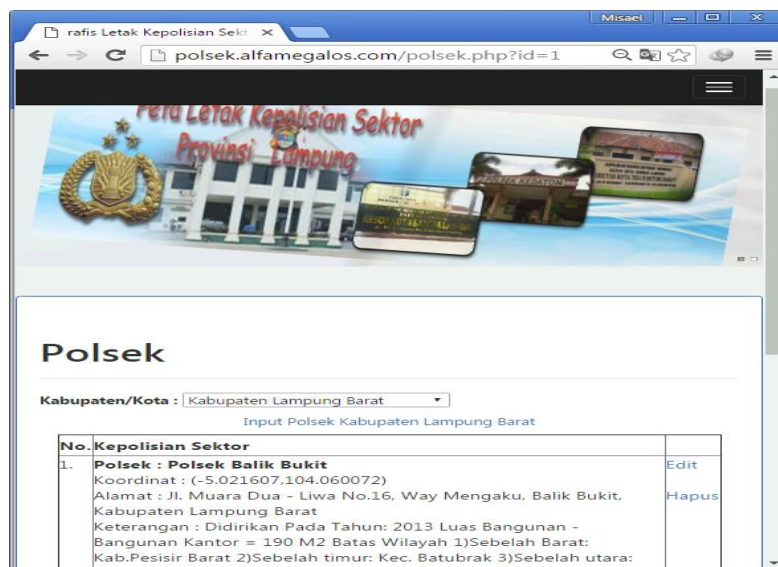 Misael
rafis Letak Kepolisian Sekt
polsek.alfamegalos.com/polsek.php?id=1
Peta Letak Kepolisian Sektor
Provinsi Lampung
POLSEK KEDATON
Polsek
Kabupaten/Kota : Kabupaten Lampung Barat
Input Polsek Kabupaten Lampung Barat
No. Kepolisian Sektor
1. Polsek : Polsek Balik Bukit Edit
Koordinat : (-5.021607,104.060072)
Alamat : Jl. Muara Dua - Liwa No.16, Way Mengaku, Balik Bukit, Hapus
Kabupaten Lampung Barat
Keterangan : Didirikan Pada Tahun: 2013 Luas Bangunan -
Bangunan Kantor = 190 M2 Batas Wilayah 1)Sebelah Barat:
Kab.Pesisir Barat 2)Sebelah timur: Kec. Batubrak 3)Sebelah utara: